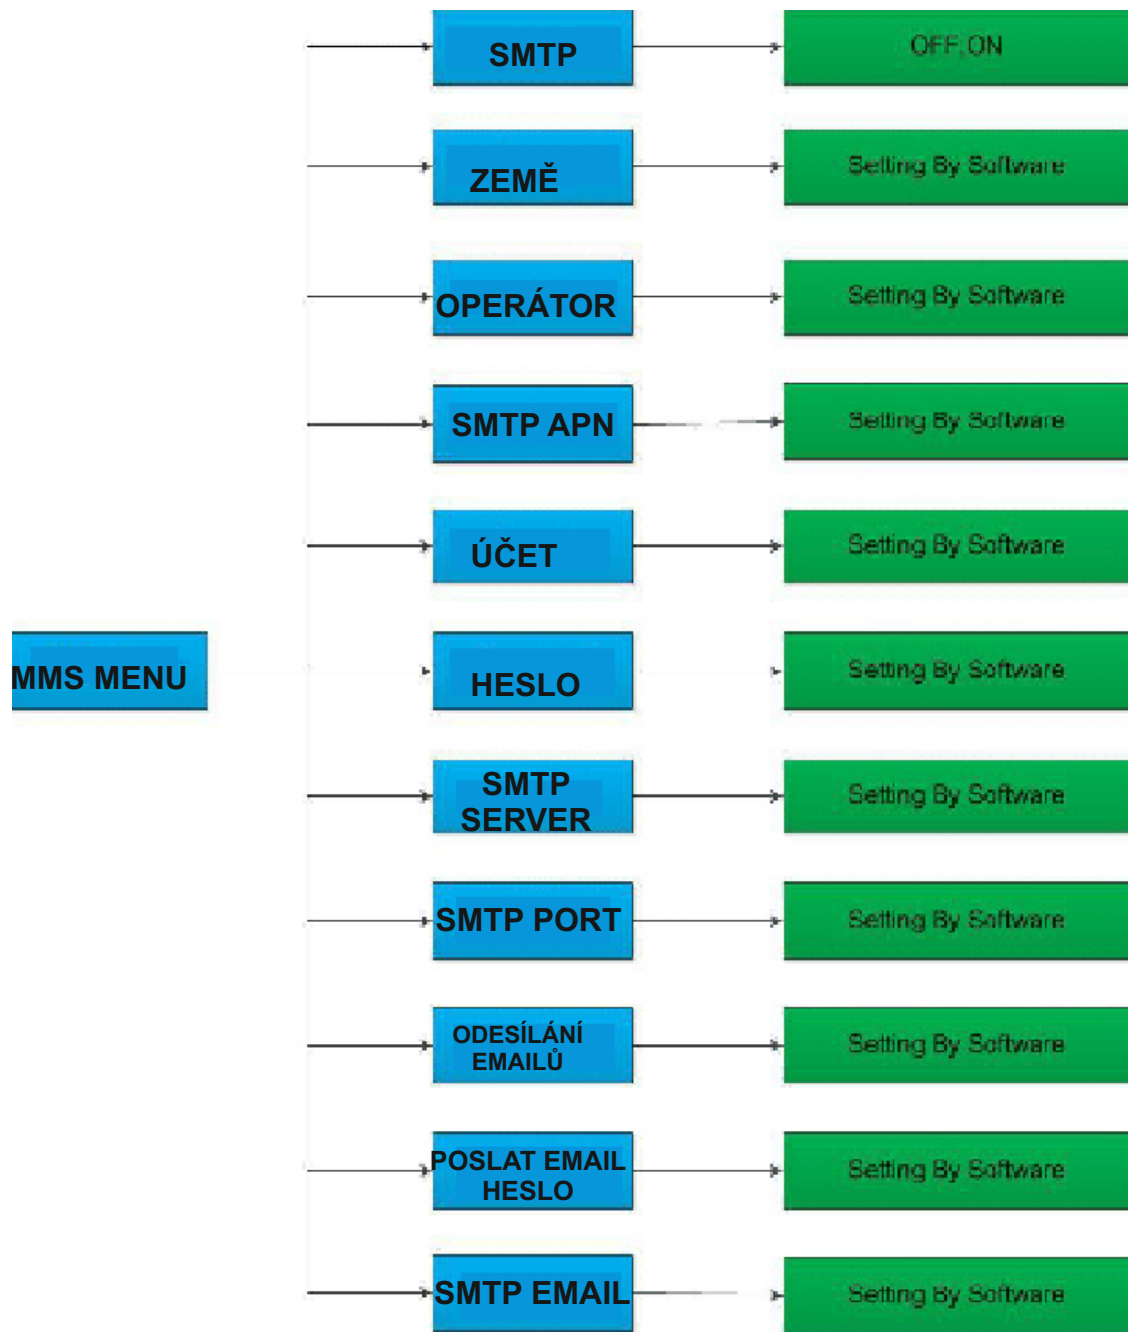 SMTP
OFF,ON
ZEMĚ
Setting By Software
OPERÁTOR
Setting By Software
SMTP APN
Setting By Software
ÚČET
Setting By Software
MMS MENU
HESLO
Setting By Software
SMTP
SERVER
Setting By Software
SMTP PORT
Setting By Software
ODESÍLÁNÍ
EMAILŮ
Setting By Software
POSLAT EMAIL
HESLO
Setting By Software
SMTP EMAIL
Setting By Software